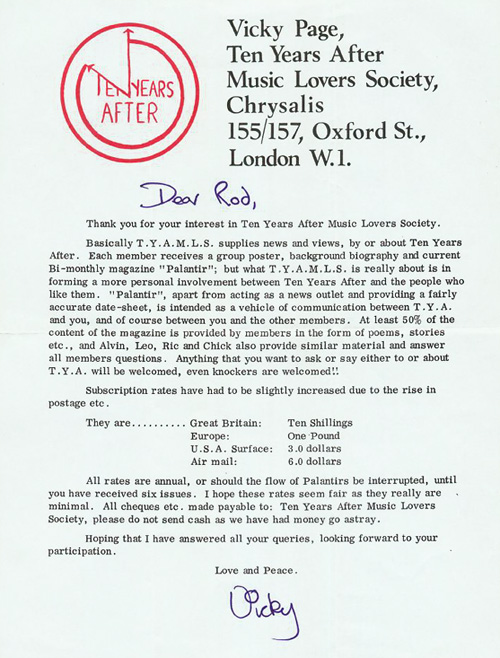 TEN YEARS
AFTER
Vicky Page,
Ten Years After
Music Lovers Society,
Chrysalis
155/157, Oxford St.,
London W.1.
Dear Rod,
Thank you for your interest in Ten Years After Music Lovers Society.
Basically T.Y.A.M.L.S. supplies news and views, by or about Ten Years
After. Each member receives a group poster, background biography and current
Bi-monthly magazine "Palantir"; but what T.Y.A.M.L.S. is really about is in
forming a more personal involvement between Ten Years After and the people who
like them. "Palantir", apart from acting as a news outlet and providing a fairly
accurate date-sheet, is intended as a vehicle of communication between T.Y.A.
and you, and of course between you and the other members. At least 50% of the
content of the magazine is provided by members in the form of poems, stories
etc., and Alvin, Leo, Ric and Chick also provide similar material and answer
all members questions. Anything that you want to ask or say either to or about
T.Y.A. will be welcomed, even knockers are welcomed!!
Subscription rates have had to be slightly increased due to the rise in
postage etc.
They are.......... Great Britain: Ten Shillings
Europe: One Pound
U.S.A. Surface: 3.0 dollars
Air mail: 6.0 dollars
All rates are annual, or should the flow of Palantirs be interrupted, until
you have received six issues. I hope these rates seem fair as they really are
minimal. All cheques etc. made payable to: Ten Years After Music Lovers
Society, please do not send cash as we have had money go astray.
Hoping that I have answered all your queries, looking forward to your
participation.
Love and Peace.
Vicky